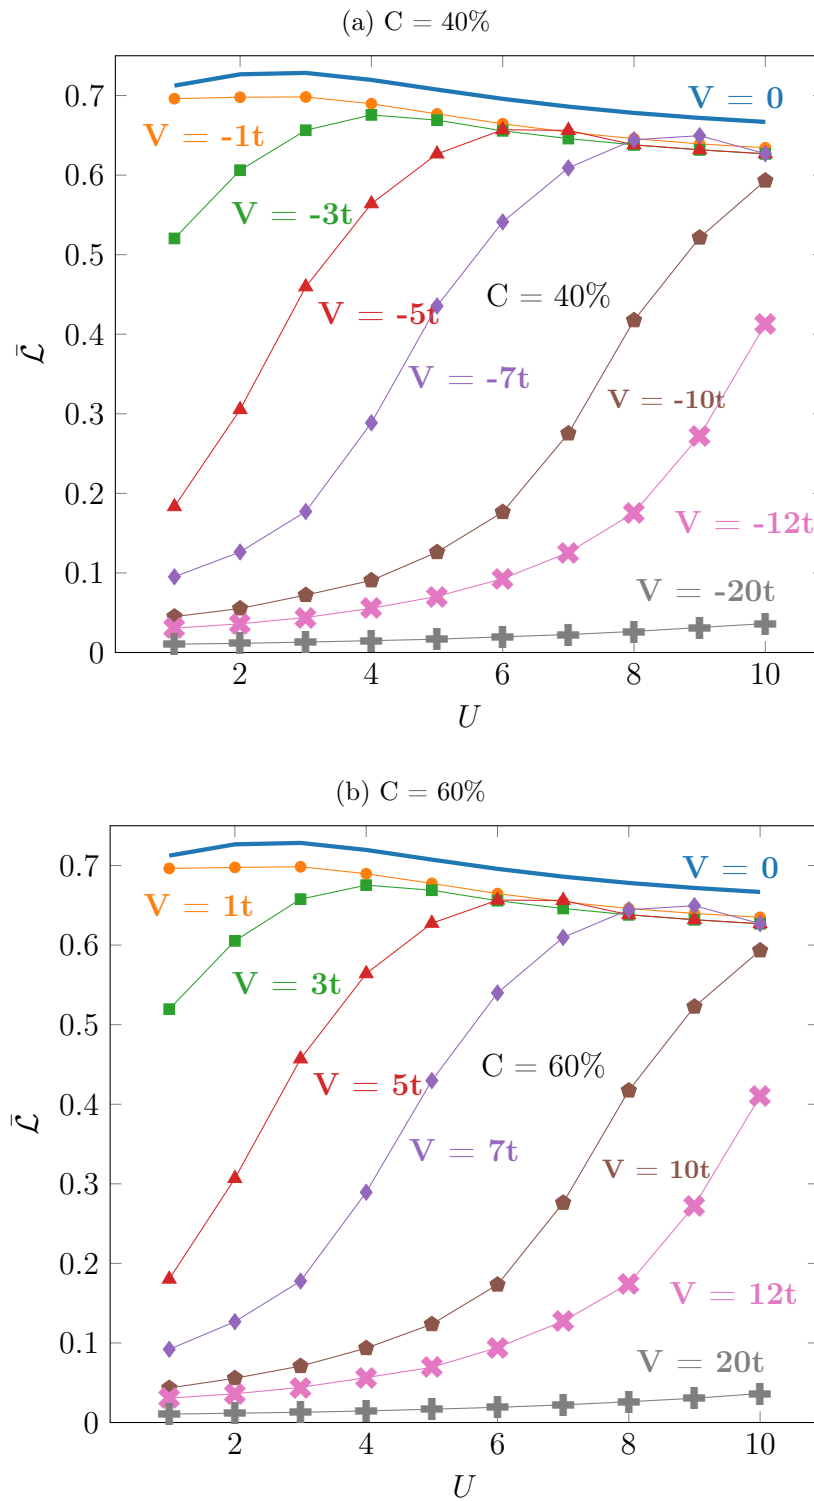 (a) C = 40%
0.7
V = 0
V = -1t
0.6
V = -3t
0.5
C = 40%
V = -5t
0.4
V = -7t
V = -10t
0.3
0.2
V = -12t
0.1
V = -20t
0
2 4 6 8 10
U
ℒ̄
(b) C = 60%
0.7
V = 0
V = 1t
0.6
V = 3t
0.5
C = 60%
V = 5t
0.4
V = 7t
V = 10t
0.3
0.2
V = 12t
0.1
V = 20t
0
2 4 6 8 10
U
ℒ̄